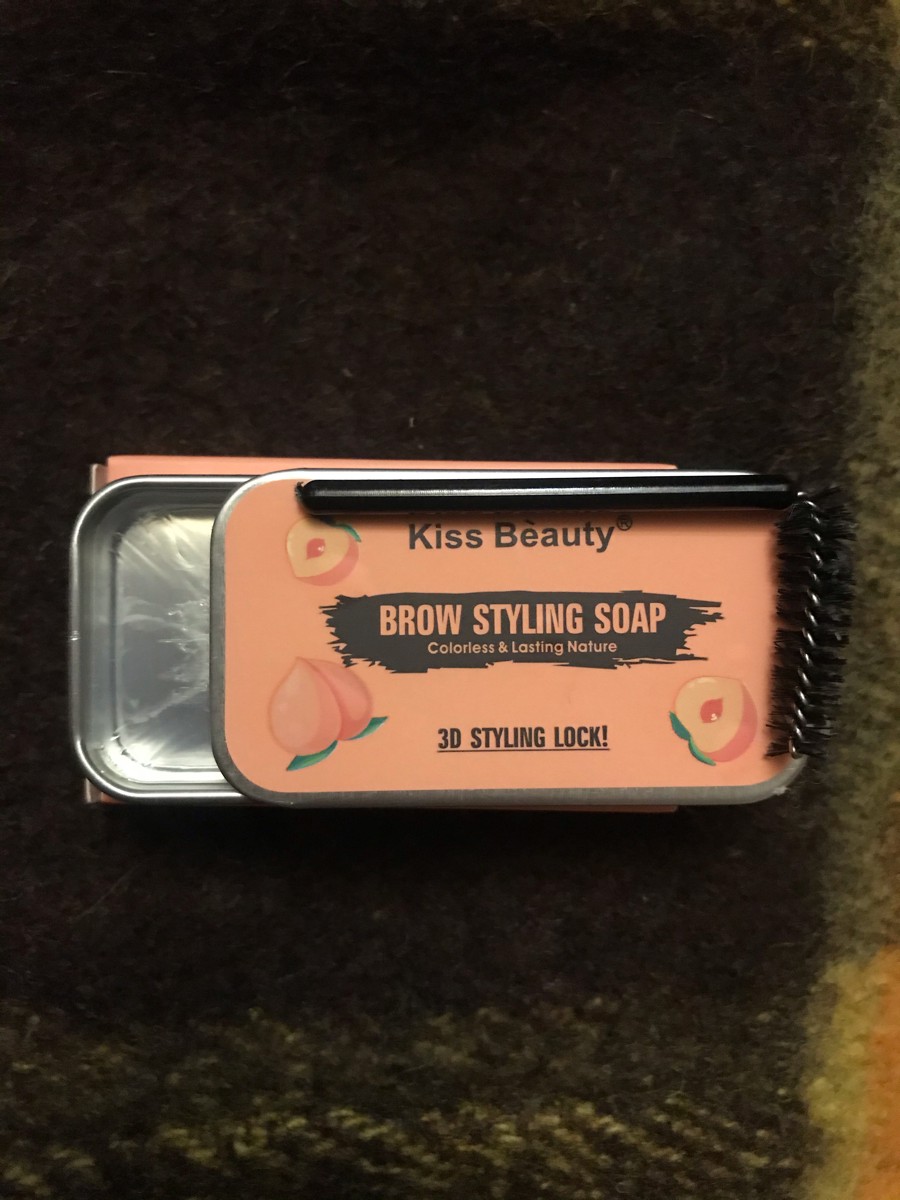 Kiss Bèauty®
BROW STYLING SOAP
Colorless & Lasting Nature
3D STYLING LOCK!